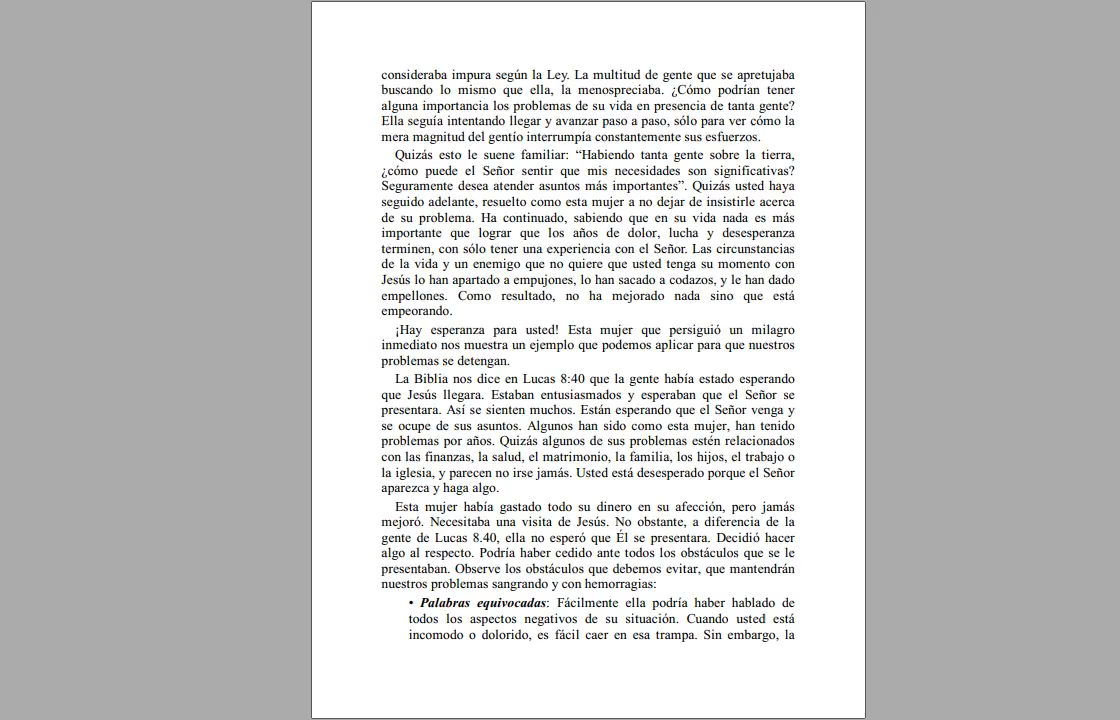 consideraba impura según la Ley. La multitud de gente que se apretujaba
buscando lo mismo que ella, la menospreciaba. ¿Cómo podrían tener
alguna importancia los problemas de su vida en presencia de tanta gente?
Ella seguía intentando llegar y avanzar paso a paso, sólo para ver cómo la
mera magnitud del gentío interrumpía constantemente sus esfuerzos.
Quizás esto le suene familiar: “Habiendo tanta gente sobre la tierra,
¿cómo puede el Señor sentir que mis necesidades son significativas?
Seguramente desea atender asuntos más importantes”. Quizás usted haya
seguido adelante, resuelto como esta mujer a no dejar de insistirle acerca
de su problema. Ha continuado, sabiendo que en su vida nada es más
importante que lograr que los años de dolor, lucha y desesperanza
terminen, con sólo tener una experiencia con el Señor. Las circunstancias
de la vida y un enemigo que no quiere que usted tenga su momento con
Jesús lo han apartado a empujones, lo han sacado a codazos, y le han dado
empellones. Como resultado, no ha mejorado nada sino que está
empeorando.
¡Hay esperanza para usted! Esta mujer que persiguió un milagro
inmediato nos muestra un ejemplo que podemos aplicar para que nuestros
problemas se detengan.
La Biblia nos dice en Lucas 8:40 que la gente había estado esperando
que Jesús llegara. Estaban entusiasmados y esperaban que el Señor se
presentara. Así se sienten muchos. Están esperando que el Señor venga y
se ocupe de sus asuntos. Algunos han sido como esta mujer, han tenido
problemas por años. Quizás algunos de sus problemas estén relacionados
con las finanzas, la salud, el matrimonio, la familia, los hijos, el trabajo o
la iglesia, y parecen no irse jamás. Usted está desesperado porque el Señor
aparezca y haga algo.
Esta mujer había gastado todo su dinero en su afección, pero jamás
mejoró. Necesitaba una visita de Jesús. No obstante, a diferencia de la
gente de Lucas 8.40, ella no esperó que Él se presentara. Decidió hacer
algo al respecto. Podría haber cedido ante todos los obstáculos que se le
presentaban. Observe los obstáculos que debemos evitar, que mantendrán
nuestros problemas sangrando y con hemorragias:
• Palabras equivocadas: Fácilmente ella podría haber hablado de
todos los aspectos negativos de su situación. Cuando usted está
incomodo o dolorido, es fácil caer en esa trampa. Sin embargo, la